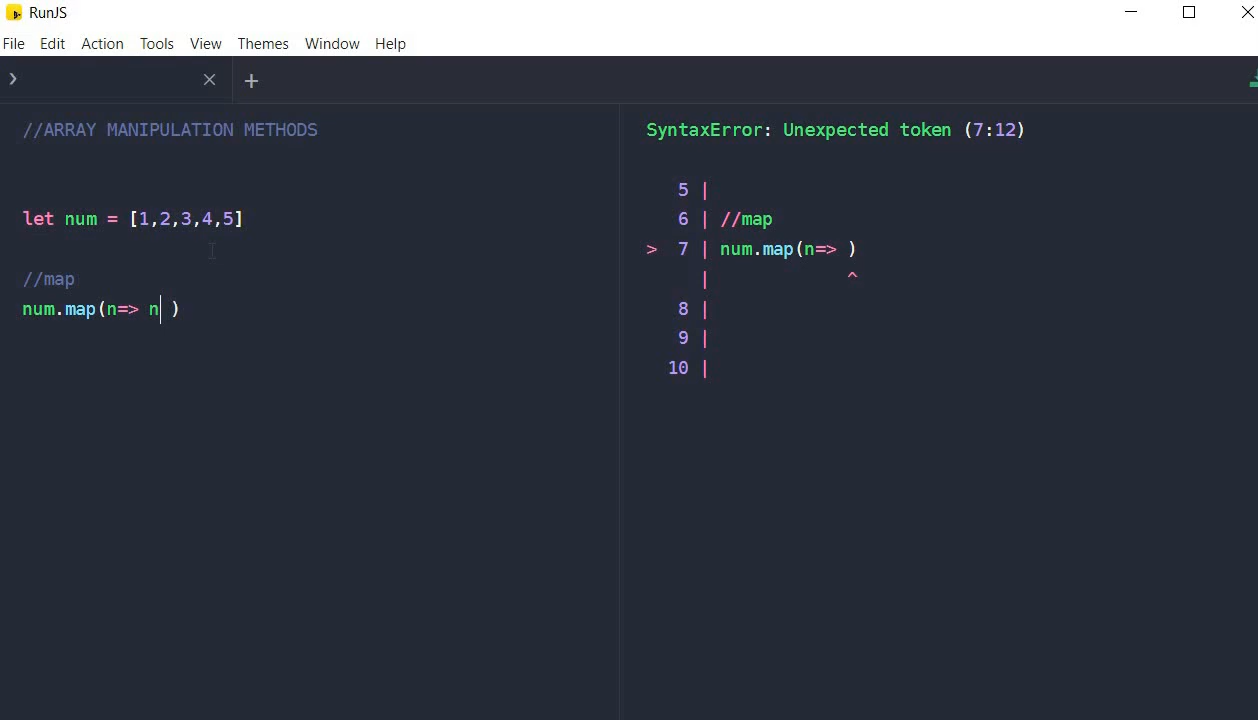 RunJS
File Edit Action Tools View Themes Window Help
//ARRAY MANIPULATION METHODS
let num = [1,2,3,4,5]
//map
num.map(n=> n )
SyntaxError: Unexpected token (7:12)
5 |
6 | //map
> 7 | num.map(n=> )
| ^
8 |
9 |
10 |